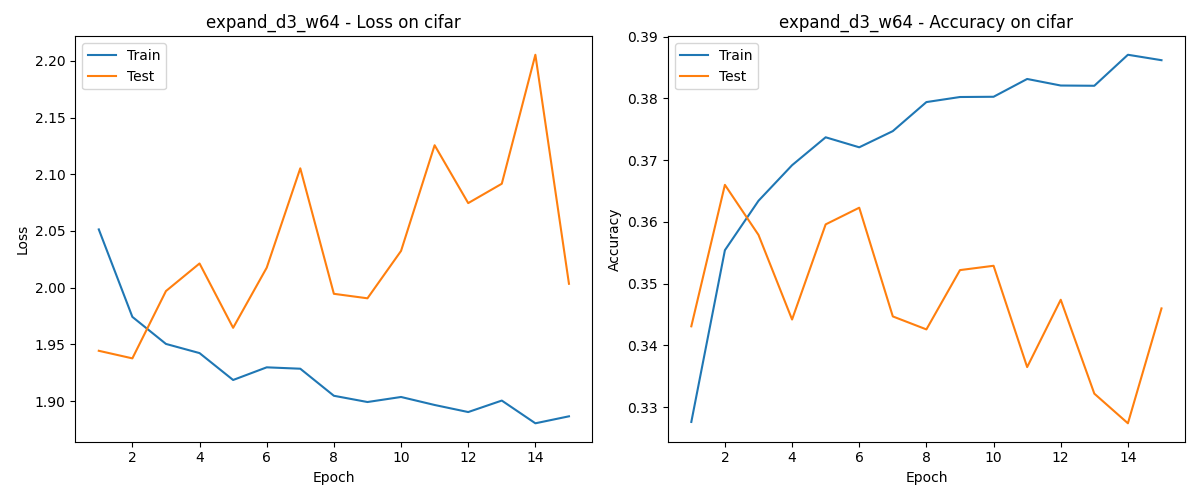 expand_d3_w64 - Loss on cifar
Train
Test
2.20
2.15
2.10
2.05
2.00
1.95
1.90
Loss
2
4
6
8
10
12
14
Epoch
expand_d3_w64 - Accuracy on cifar
Train
Test
0.39
0.38
0.37
0.36
0.35
0.34
0.33
Accuracy
2
4
6
8
10
12
14
Epoch